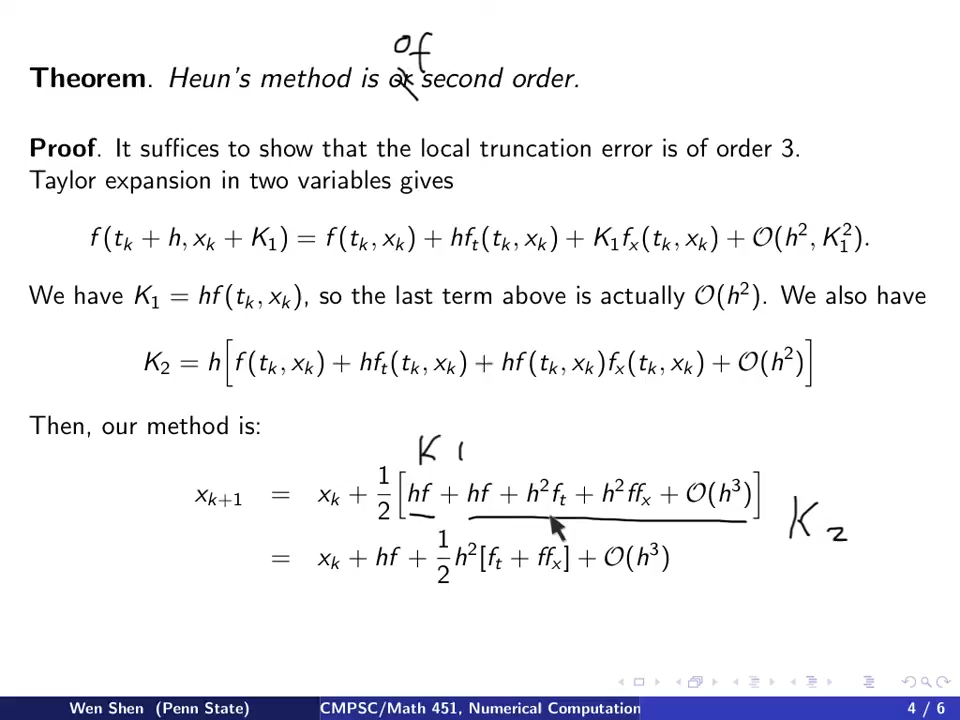 of
Theorem. Heun's method is or second order.
Proof. It suffices to show that the local truncation error is of order 3.
Taylor expansion in two variables gives
f(t_k + h, x_k + K_1) = f(t_k, x_k) + hf_t(t_k, x_k) + K_1 f_x(t_k, x_k) + O(h^2, K_1^2).
We have K_1 = hf(t_k, x_k), so the last term above is actually O(h^2). We also have
K_2 = h[f(t_k, x_k) + hf_t(t_k, x_k) + hf(t_k, x_k)f_x(t_k, x_k) + O(h^2)]
Then, our method is:
K1
x_{k+1} = x_k + 1/2 [hf + hf + h^2 f_t + h^2 ff_x + O(h^3)]
K2
= x_k + hf + 1/2 h^2[f_t + ff_x] + O(h^3)
Wen Shen (Penn State) CMPSC/Math 451, Numerical Computation 4 / 6